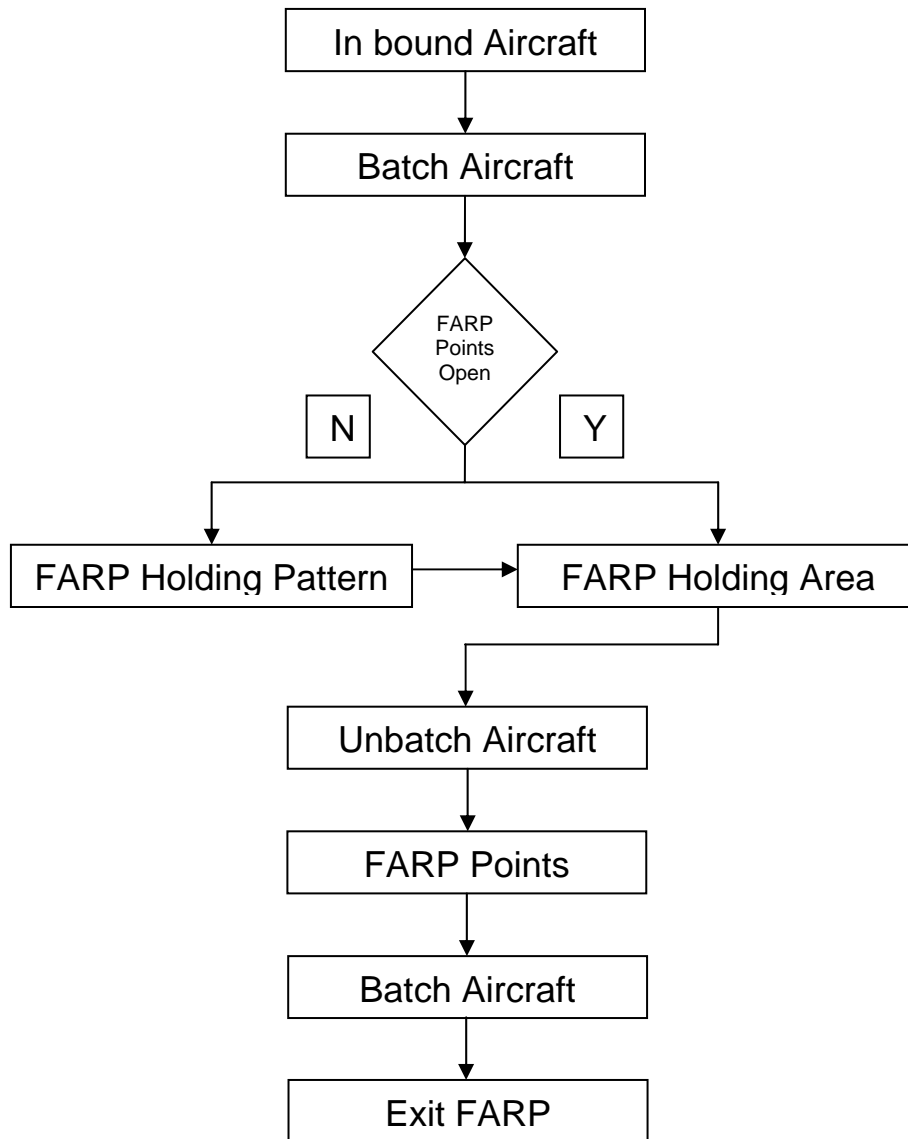 In bound Aircraft
Batch Aircraft
FARP
Points
Open
N
Y
FARP Holding Pattern
FARP Holding Area
Unbatch Aircraft
FARP Points
Batch Aircraft
Exit FARP